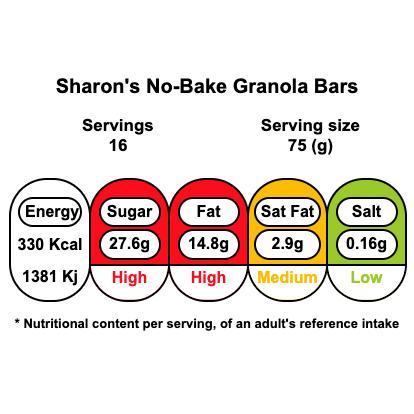 Sharon's No-Bake Granola Bars
Servings Serving size
16 75 (g)
Energy Sugar Fat Sat Fat Salt
330 Kcal 27.6g 14.8g 2.9g 0.16g
1381 Kj High High Medium Low
* Nutritional content per serving, of an adult's reference intake